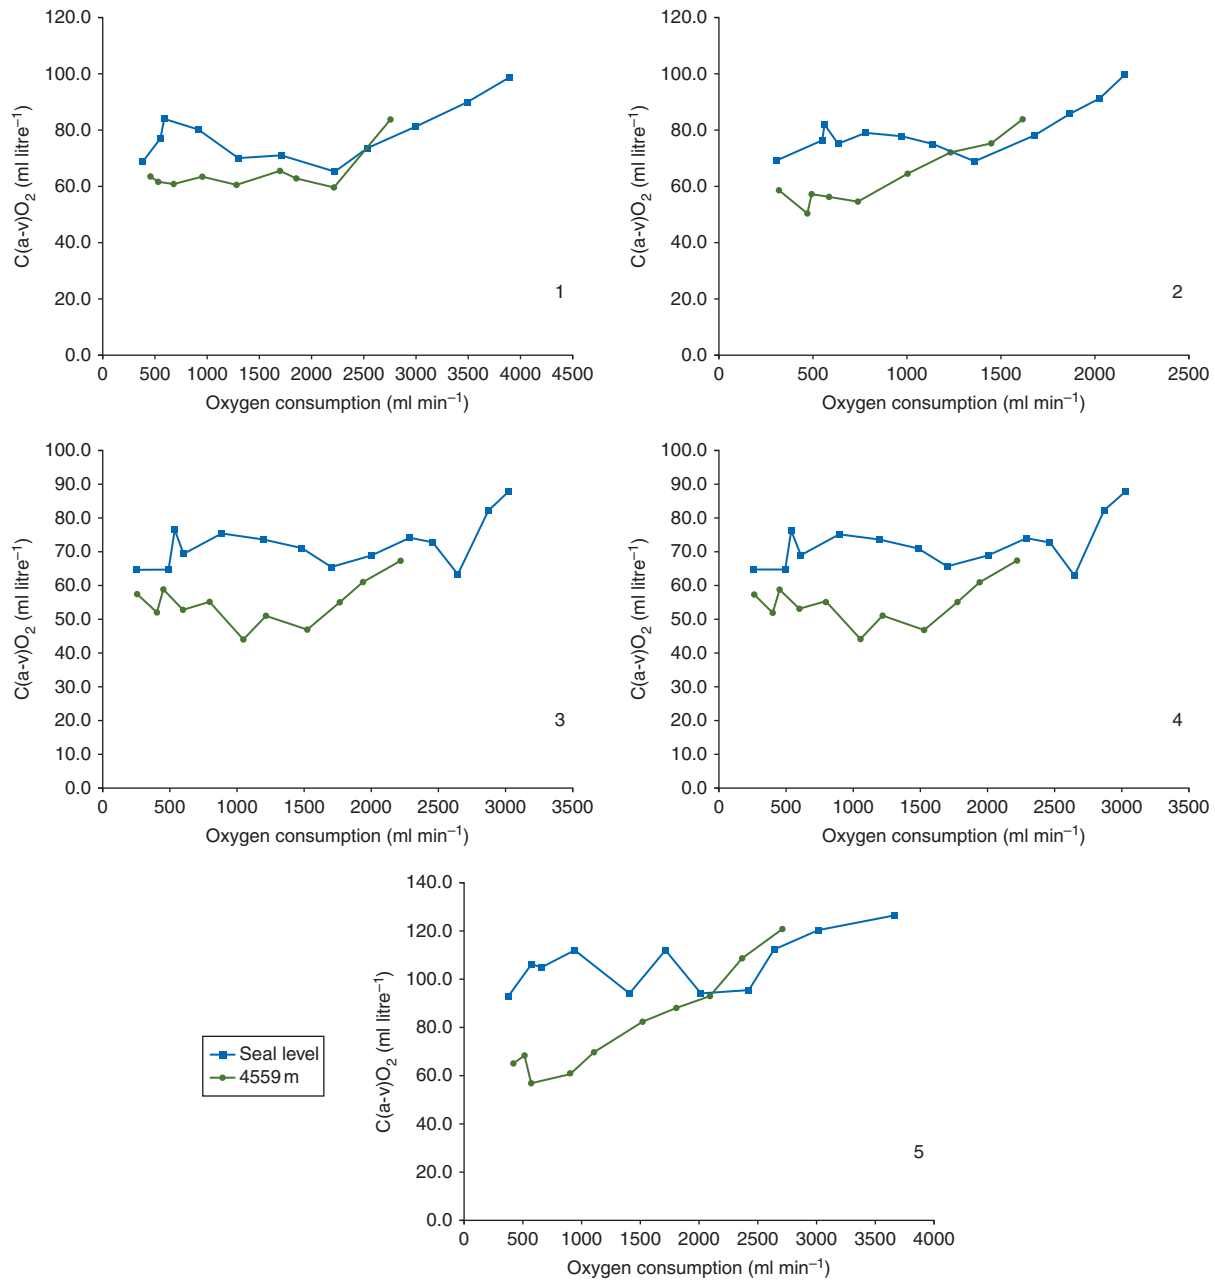 120.0
100.0
80.0
60.0
40.0
20.0
0.0
C(a-v)O₂ (ml litre⁻¹)
1
0 500 1000 1500 2000 2500 3000 3500 4000 4500
Oxygen consumption (ml min⁻¹)
120.0
100.0
80.0
60.0
40.0
20.0
0.0
C(a-v)O₂ (ml litre⁻¹)
2
0 500 1000 1500 2000 2500
Oxygen consumption (ml min⁻¹)
100.0
90.0
80.0
70.0
60.0
50.0
40.0
30.0
20.0
10.0
0.0
C(a-v)O₂ (ml litre⁻¹)
3
0 500 1000 1500 2000 2500 3000 3500
Oxygen consumption (ml min⁻¹)
100.0
90.0
80.0
70.0
60.0
50.0
40.0
30.0
20.0
10.0
0.0
C(a-v)O₂ (ml litre⁻¹)
4
0 500 1000 1500 2000 2500 3000 3500
Oxygen consumption (ml min⁻¹)
Seal level
4559 m
140.0
120.0
100.0
80.0
60.0
40.0
20.0
0.0
C(a-v)O₂ (ml litre⁻¹)
5
0 500 1000 1500 2000 2500 3000 3500 4000
Oxygen consumption (ml min⁻¹)